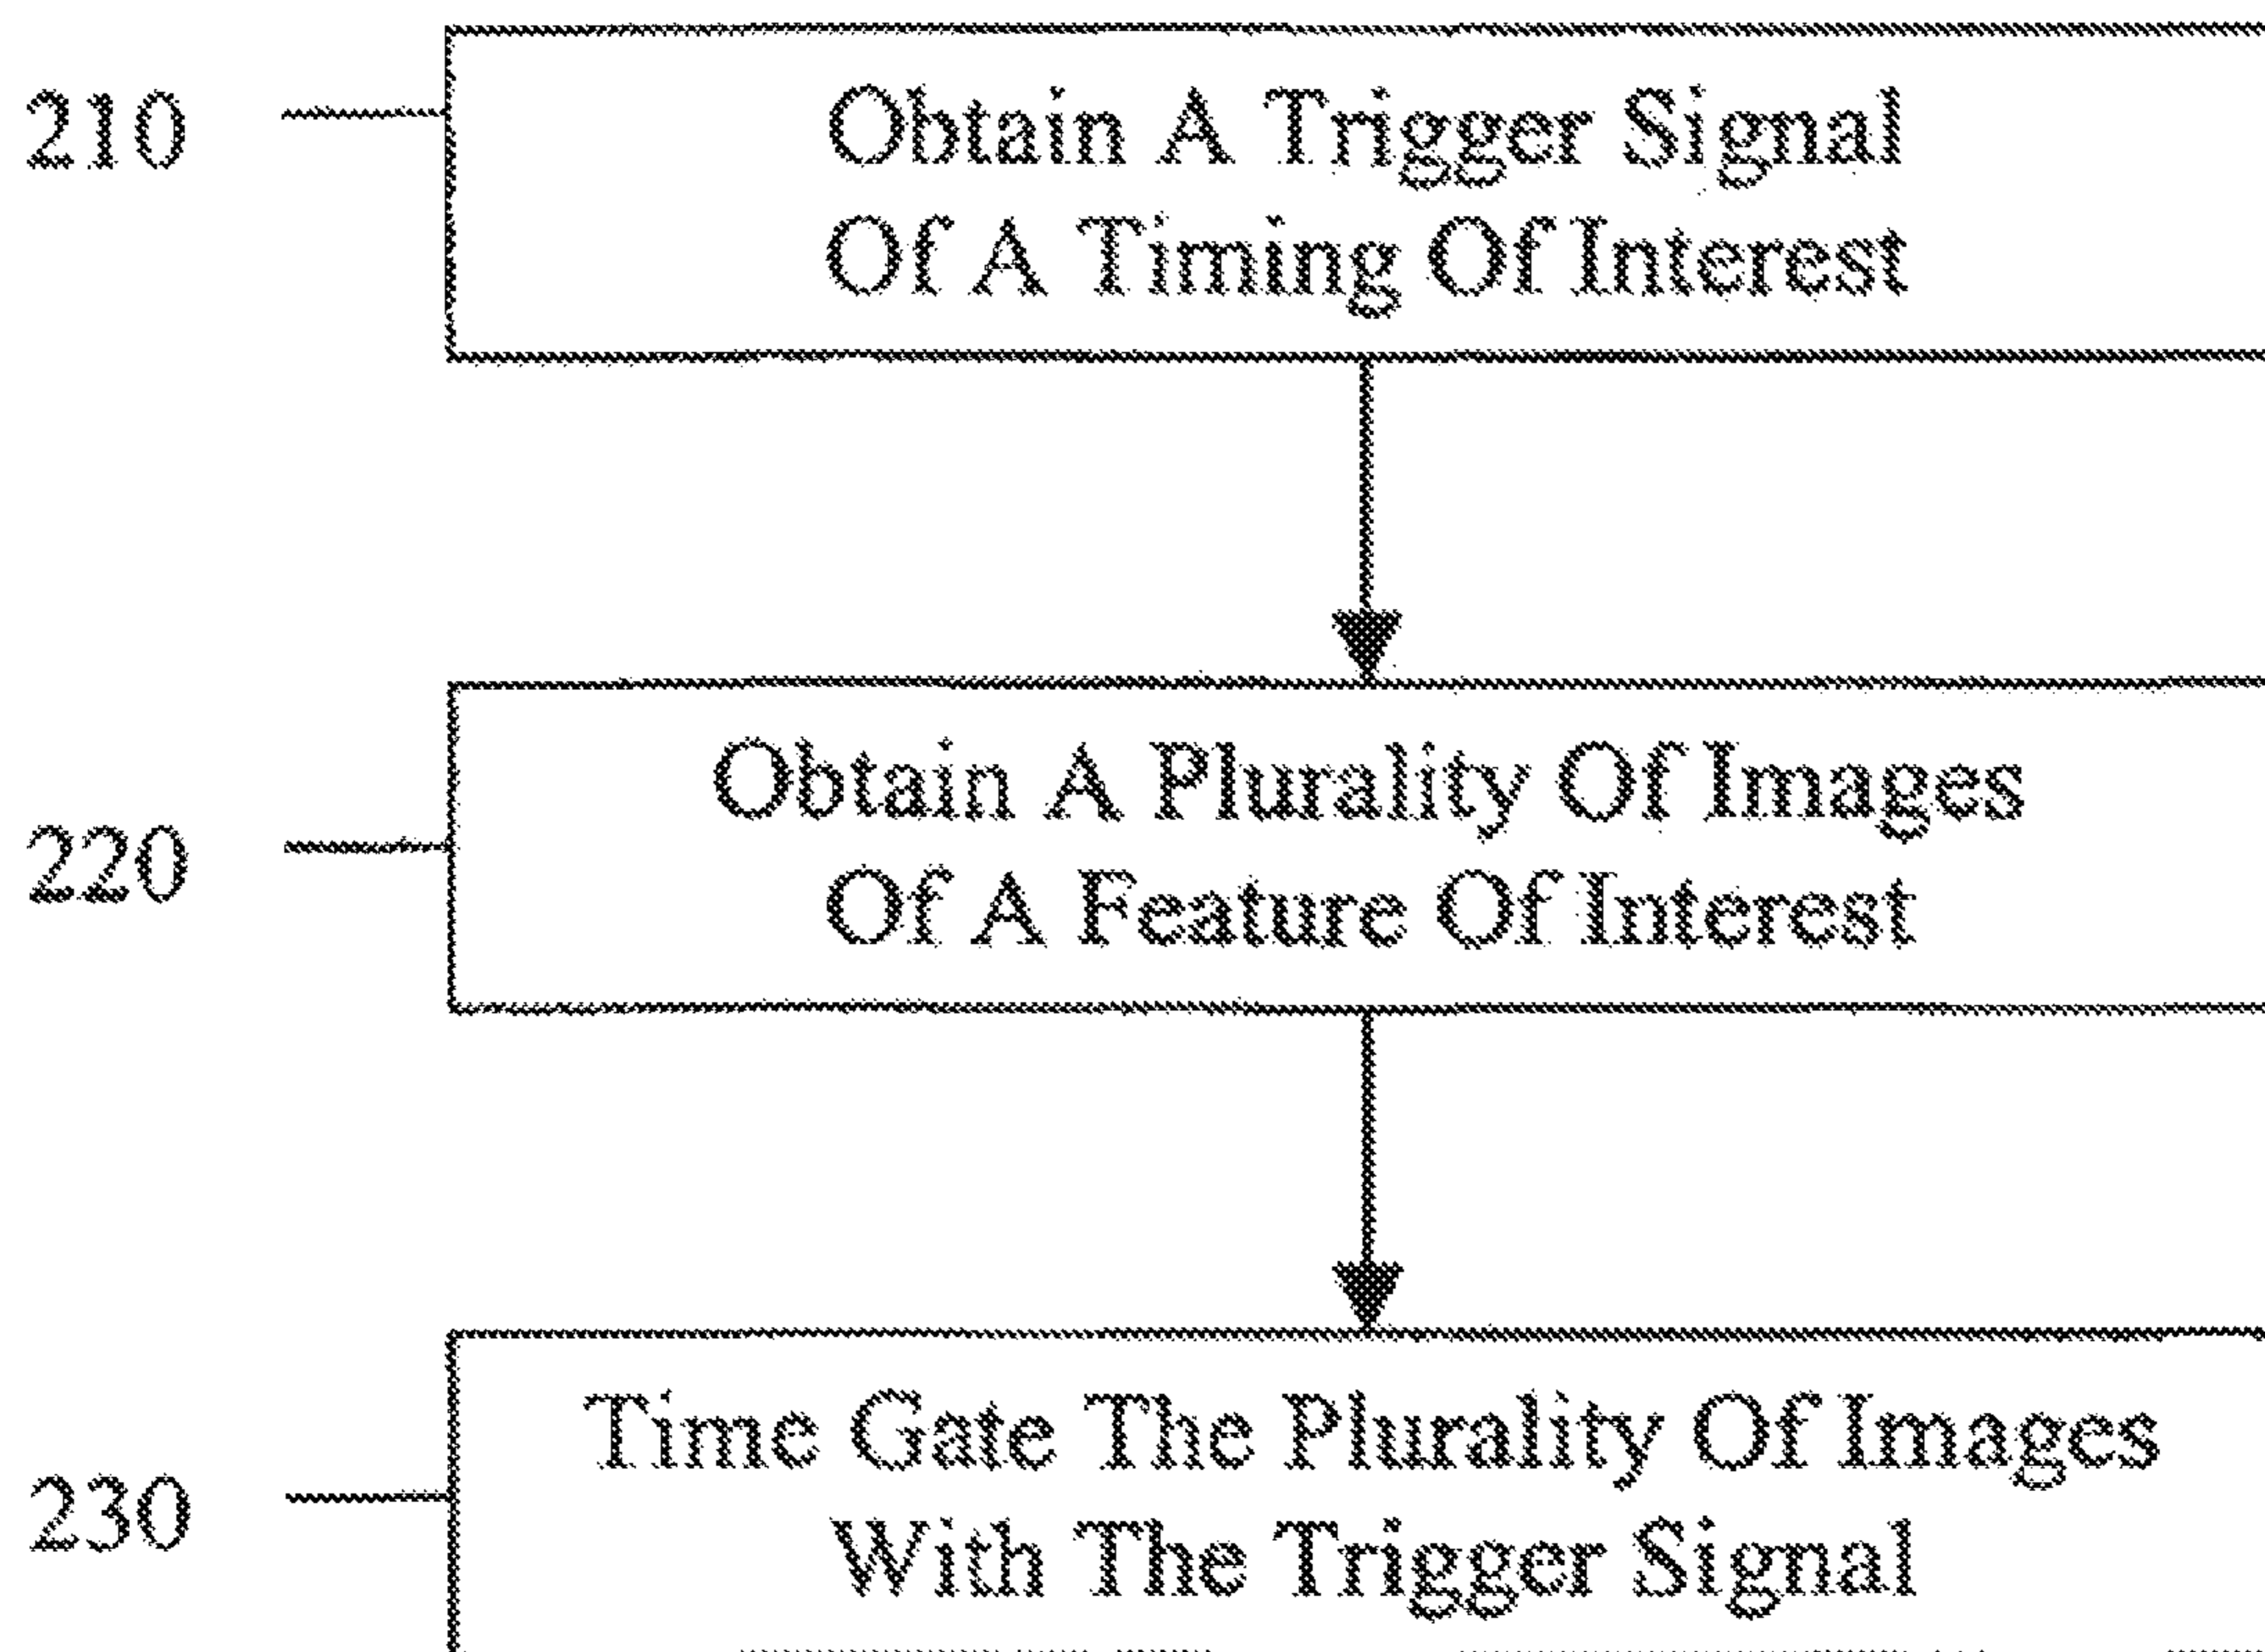 210
Obtain A Trigger Signal
Of A Timing Of Interest
220
Obtain A Plurality Of Images
Of A Feature Of Interest
230
Time Gate The Plurality Of Images
With The Trigger Signal